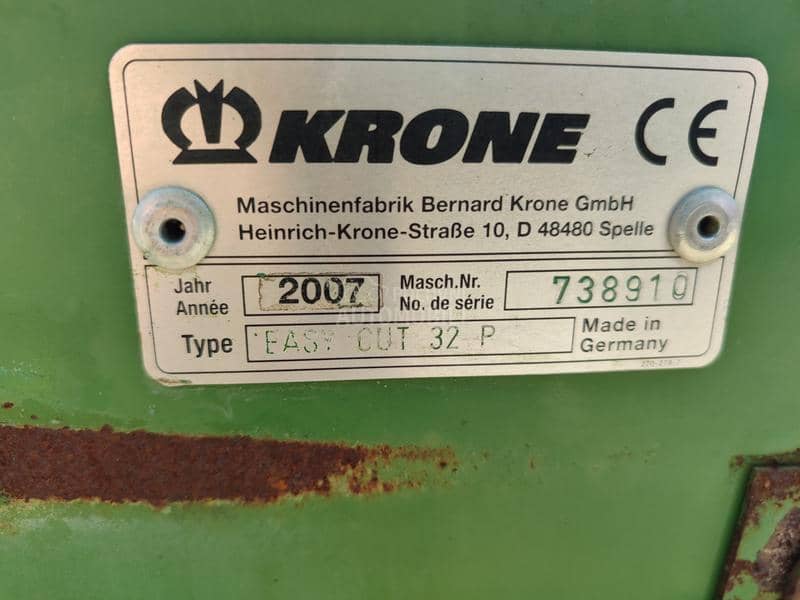 KRONE CE
Maschinenfabrik Bernard Krone GmbH
Heinrich-Krone-Straße 10, D 48480 Spelle
Jahr
Année
2007
Masch.Nr.
No. de série
738910
Type
EASY CUT 32 P
Made in
Germany